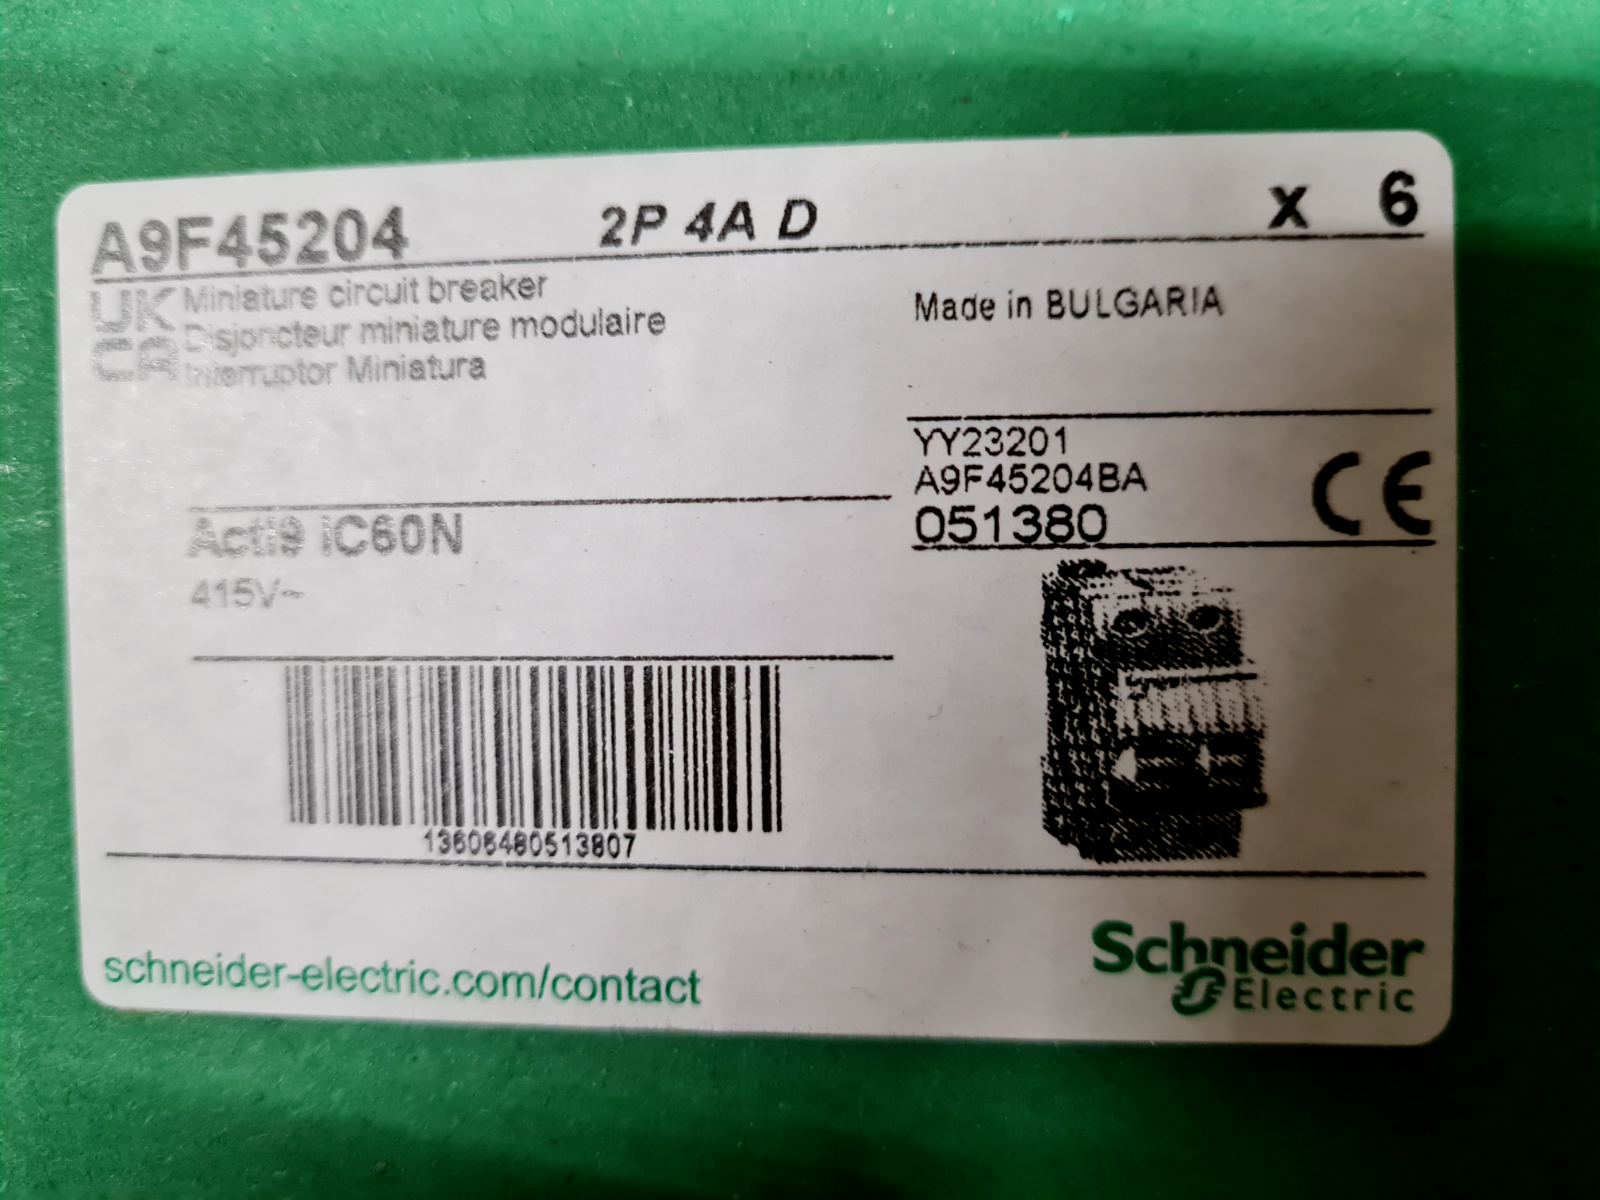 A9F45204 2P 4A D x 6
UK Miniature circuit breaker
CA Disjoncteur miniature modulaire
Interruptor Miniatura
Made in BULGARIA
YY23201
A9F45204BA
051380
CE
Acti9 iC60N
415V~
13606480513807
schneider-electric.com/contact
Schneider
Electric